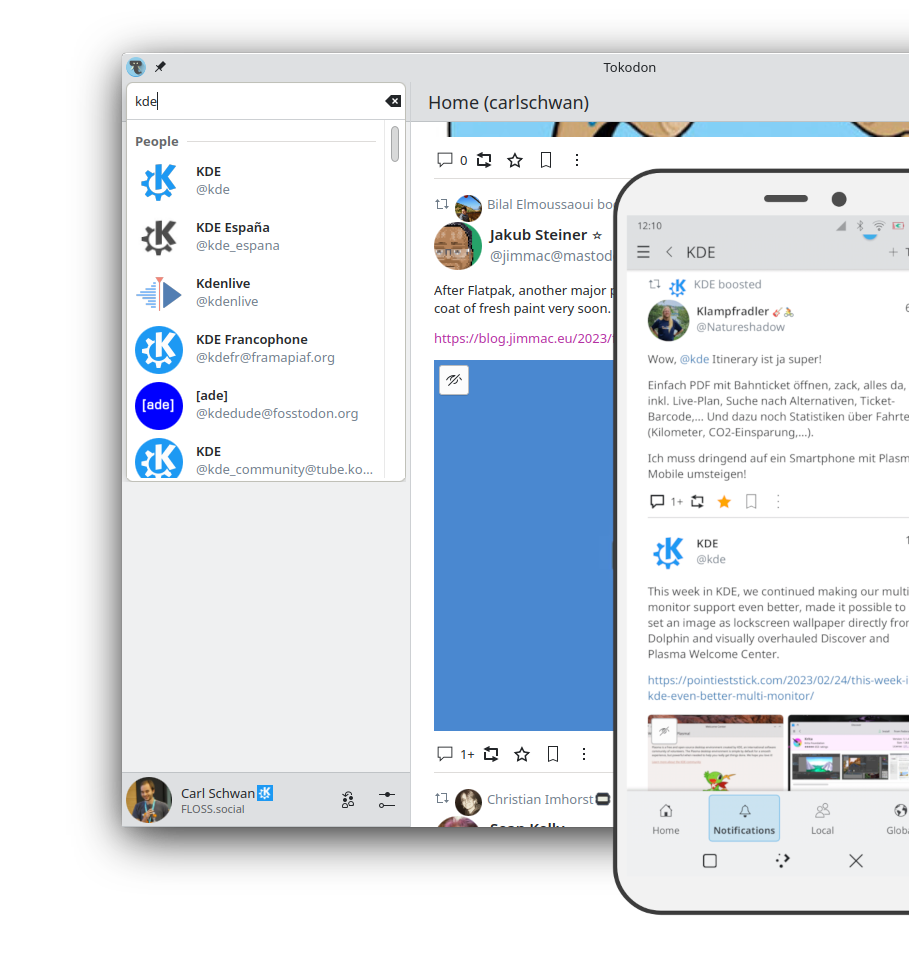 Tokodon
kde
Home (carlschwan)
People
KDE
@kde
KDE España
@kde_espana
Kdenlive
@kdenlive
KDE Francophone
@kdefr@framapiaf.org
[ade]
[ade]
@kdedude@fosstodon.org
KDE
@kde_community@tube.ko...
Carl Schwan
FLOSS.social
0
Bilal Elmoussaoui bo
Jakub Steiner
@jimmac@mastod
After Flatpak, another major
coat of fresh paint very soon.
https://blog.jimmac.eu/2023/
1+
Christian Imhorst
Sean Kelly
12:10
KDE
KDE boosted
Klampfradler
@Natureshadow
Wow, @kde Itinerary ist ja super!
Einfach PDF mit Bahnticket öffnen, zack, alles da,
inkl. Live-Plan, Suche nach Alternativen, Ticket-
Barcode,... Und dazu noch Statistiken über Fahrte
(Kilometer, CO2-Einsparung,...).
Ich muss dringend auf ein Smartphone mit Plasm
Mobile umsteigen!
1+
KDE
@kde
This week in KDE, we continued making our multi
monitor support even better, made it possible to
set an image as lockscreen wallpaper directly from
Dolphin and visually overhauled Discover and
Plasma Welcome Center.
https://pointieststick.com/2023/02/24/this-week-i
kde-even-better-multi-monitor/
Home
Notifications
Local
Globa